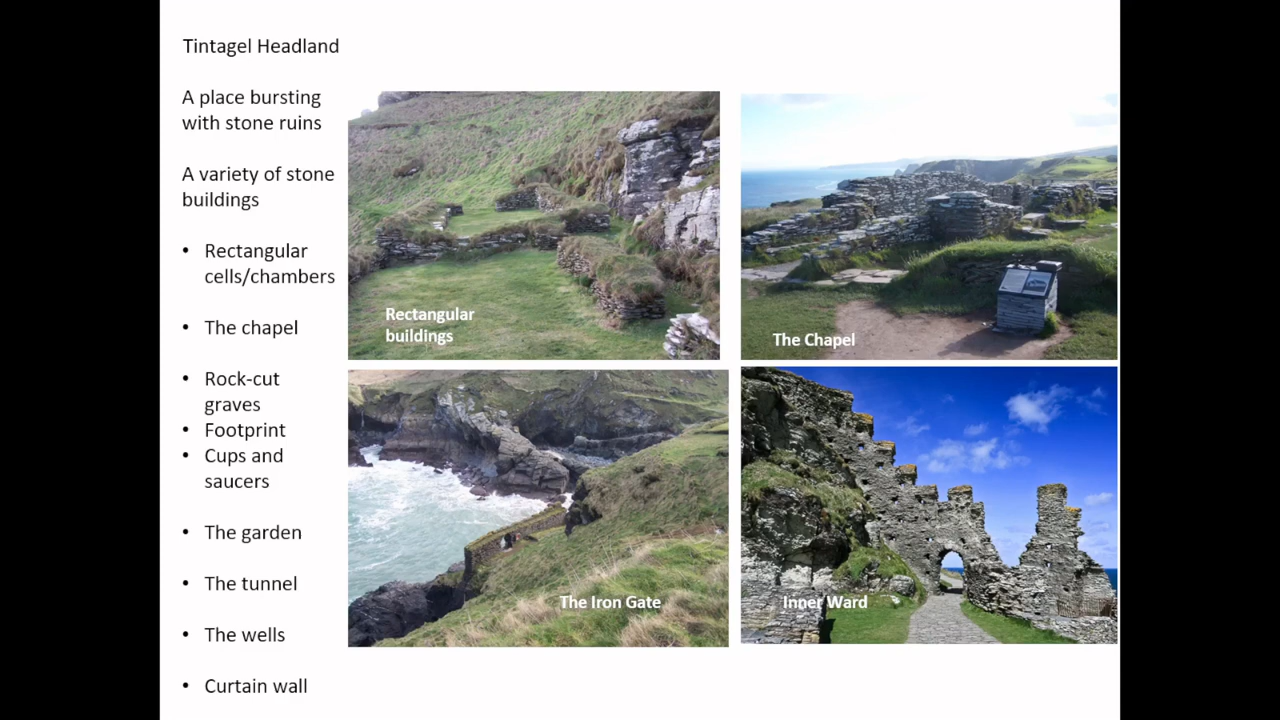 Tintagel Headland
A place bursting
with stone ruins
A variety of stone
buildings
• Rectangular
cells/chambers
• The chapel
• Rock-cut
graves
• Footprint
• Cups and
saucers
• The garden
• The tunnel
• The wells
• Curtain wall
Rectangular
buildings
The Chapel
The Iron Gate
Inner Ward